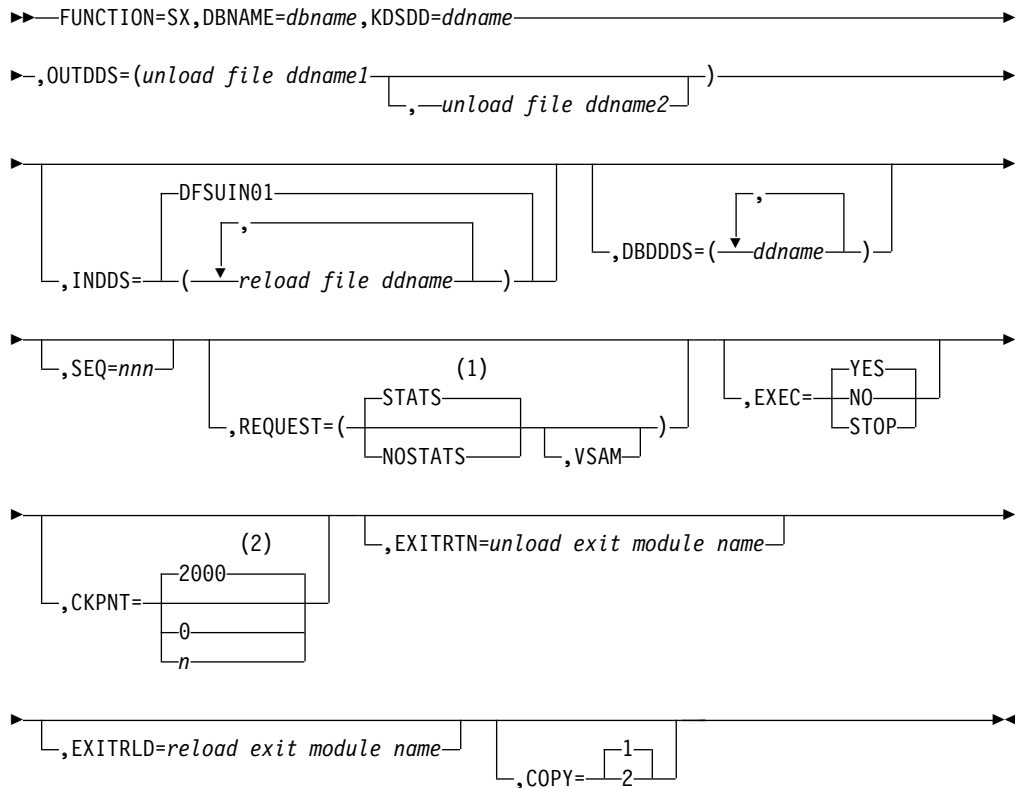 FUNCTION=SX,DBNAME=dbname,KDSDD=ddname
,OUTDDS=(unload file ddname1 )
, unload file ddname2
DFSUIN01
,
,INDDS= ( reload file ddname )
,
,DBDDDS=( ddname )
,SEQ=nnn
(1)
STATS
,REQUEST=( )
NOSTATS
,VSAM
YES
,EXEC= NO
STOP
(2)
2000
,CKPNT=
0
n
,EXITRTN=unload exit module name
,EXITRLD=reload exit module name
1
,COPY= 2